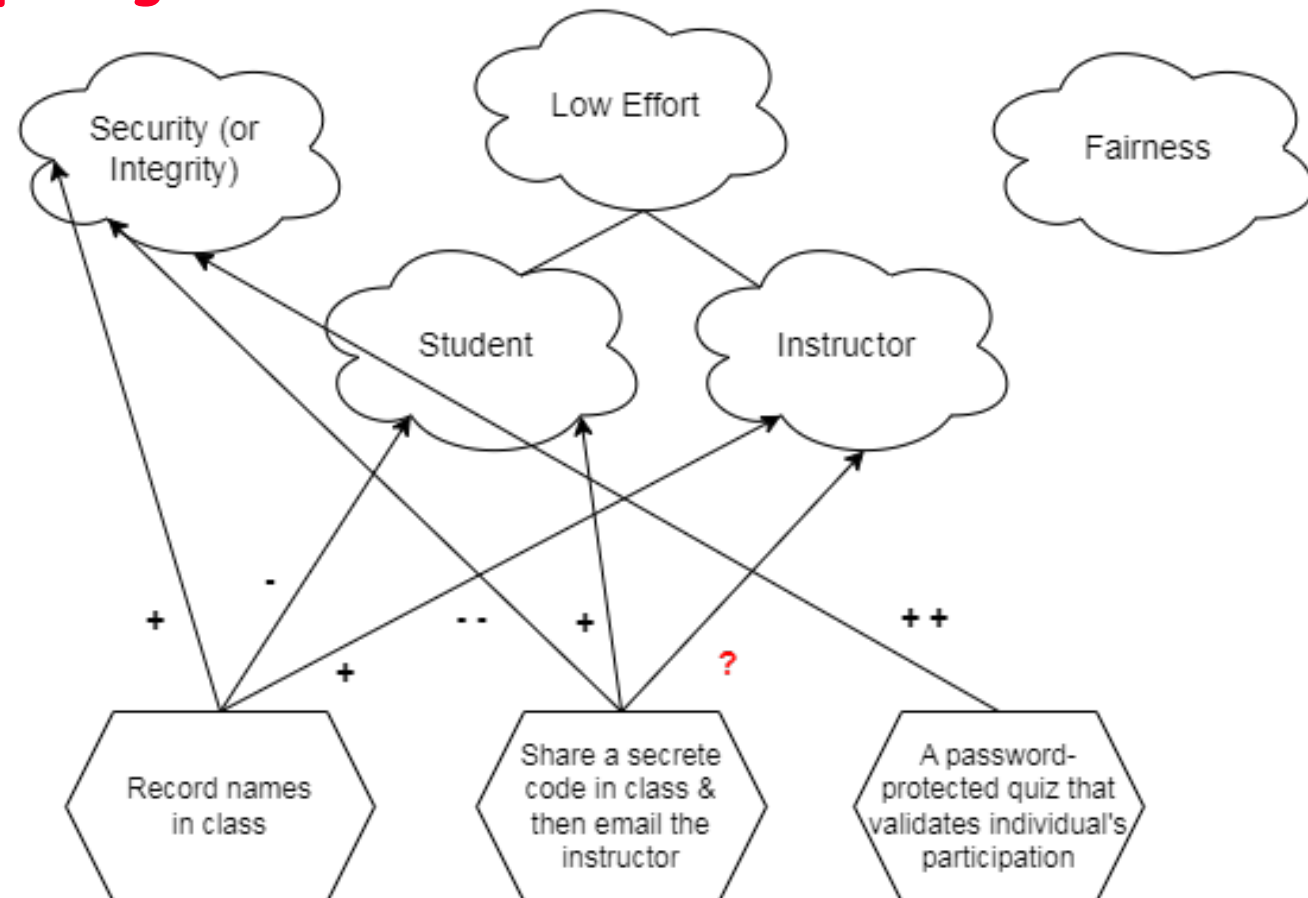 Low Effort
Security (or
Integrity)
Fairness
Student
Instructor
-
+
- -
+
+ +
+
?
Record names
in class
Share a secrete
code in class &
then email the
instructor
A password-
protected quiz that
validates individual's
participation